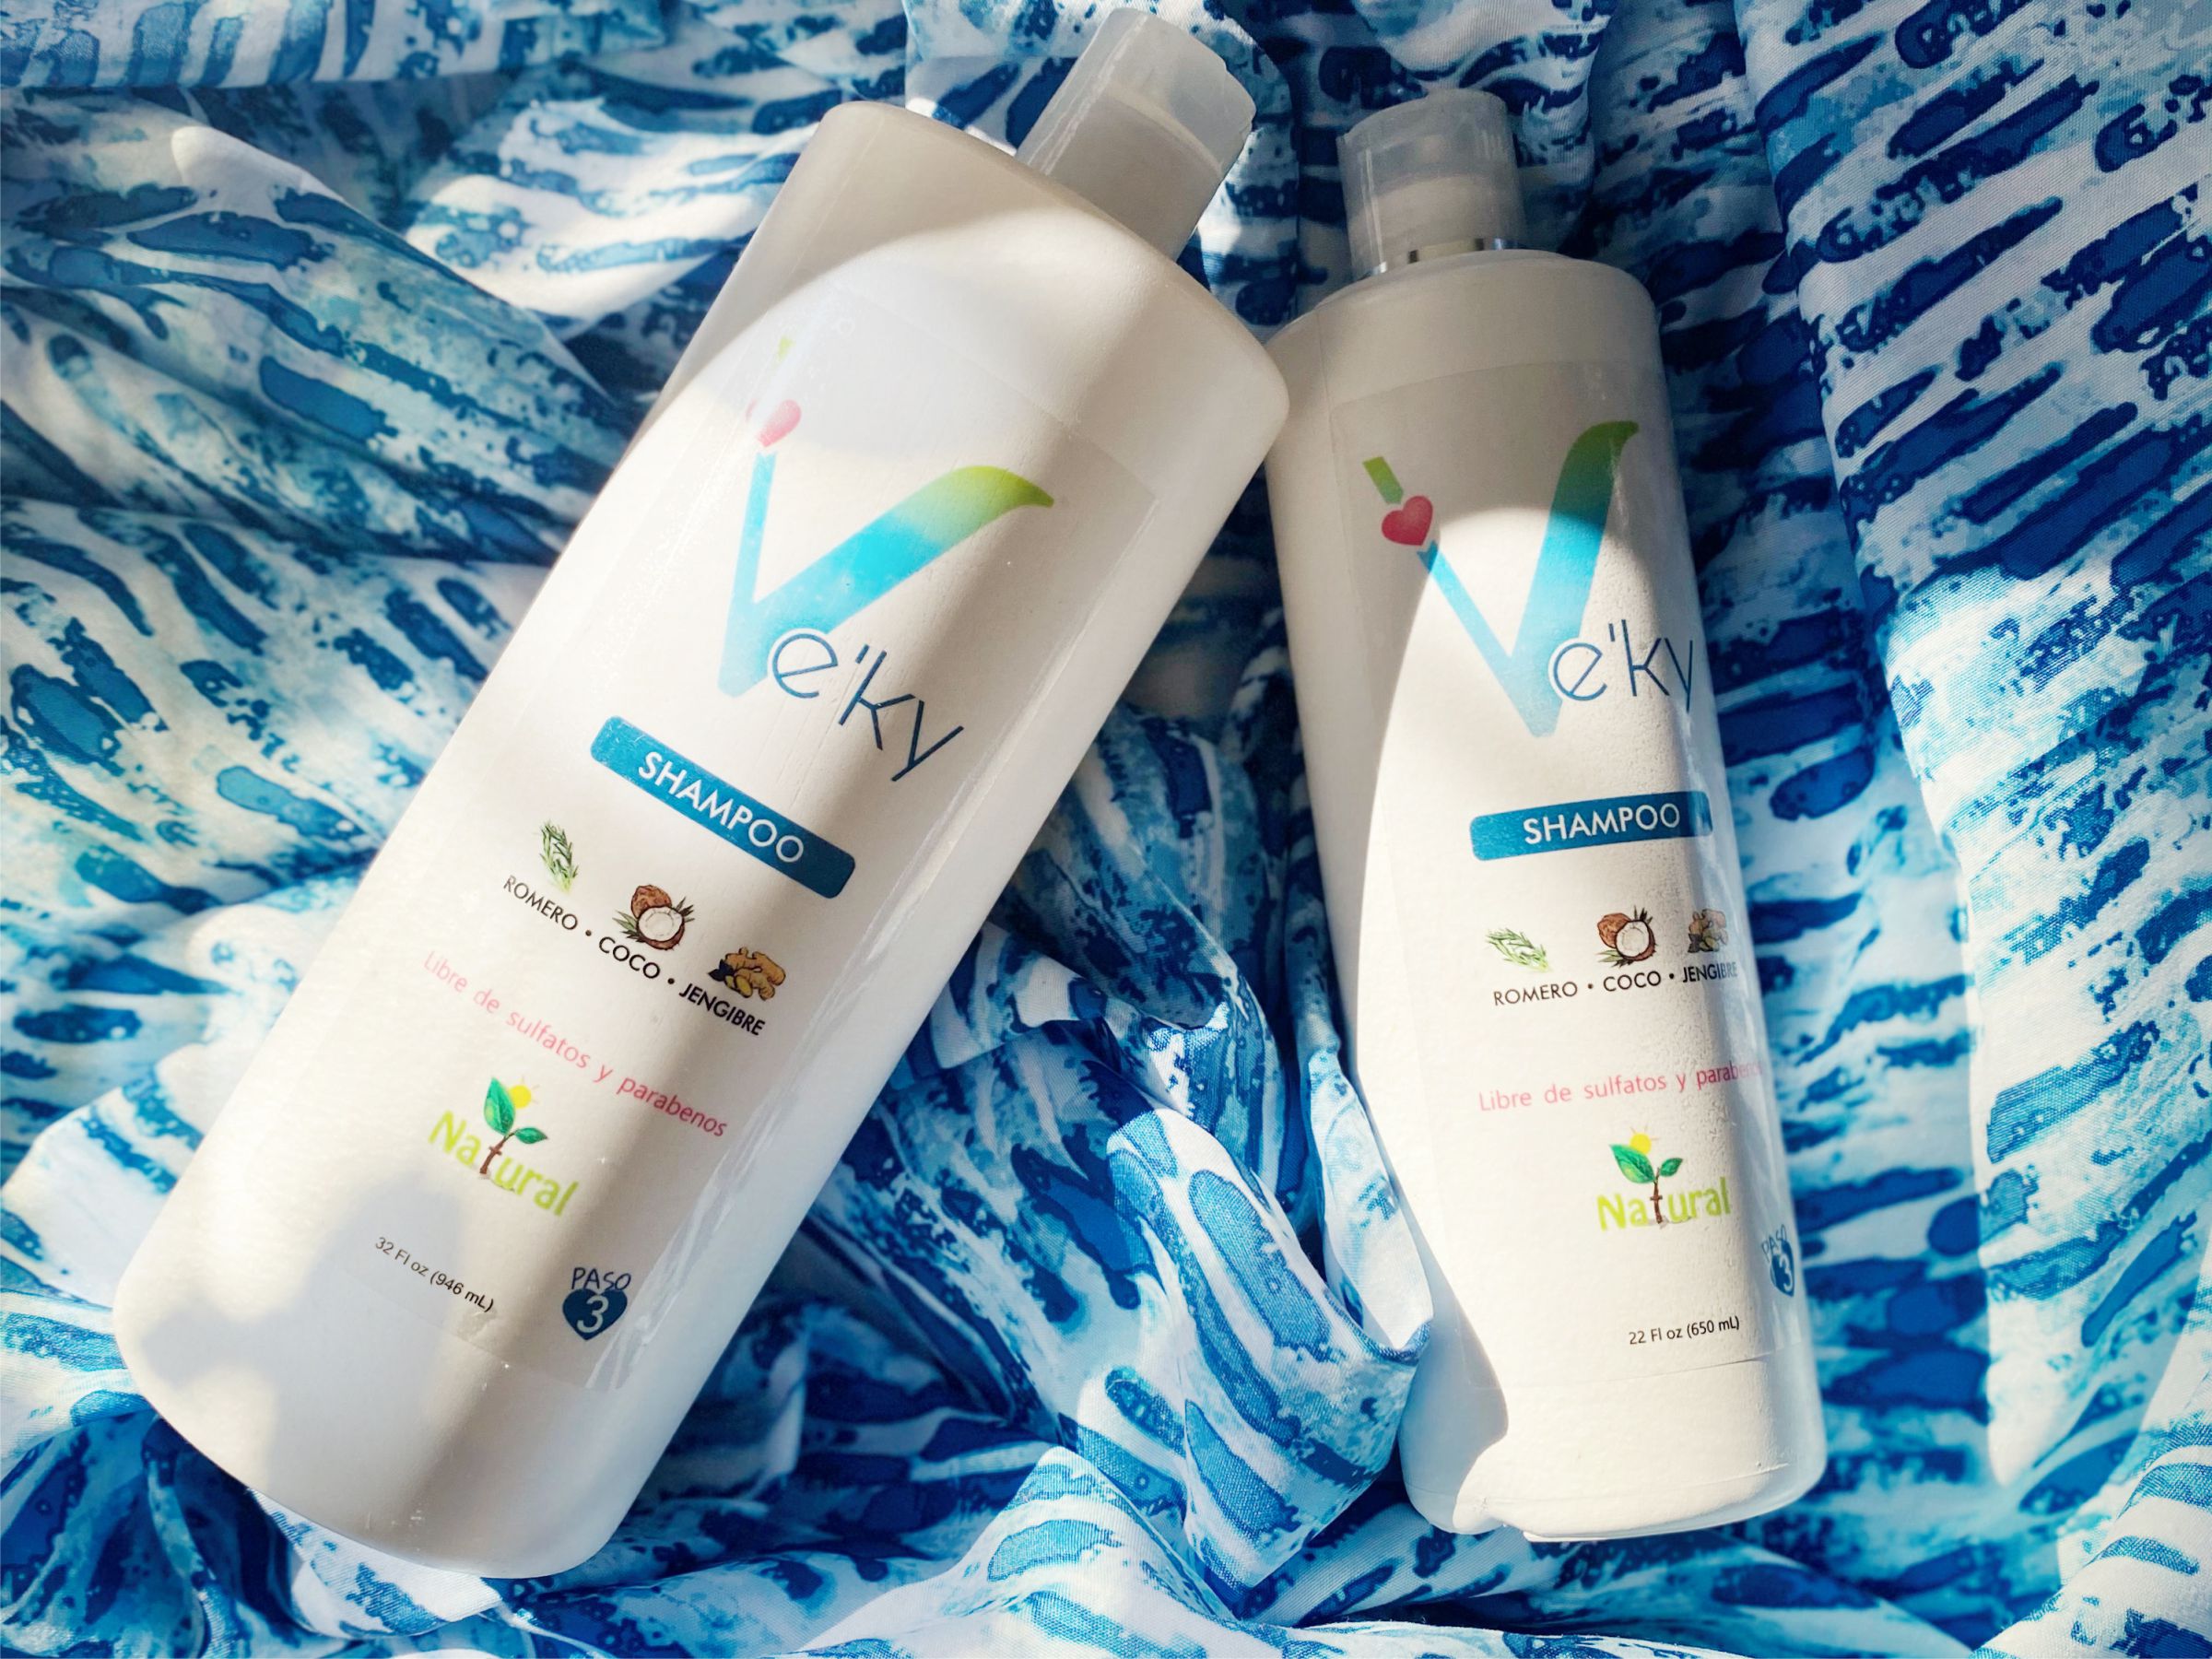 Ve'ky
SHAMPOO
ROMERO • COCO • JENGIBRE
Libre de sulfatos y parabenos
Natural
32 Fl oz (946 mL)
PASO
3
Ve'ky
SHAMPOO
ROMERO • COCO • JENGIBRE
Libre de sulfatos y parabenos
Natural
PASO
3
22 Fl oz (650 mL)